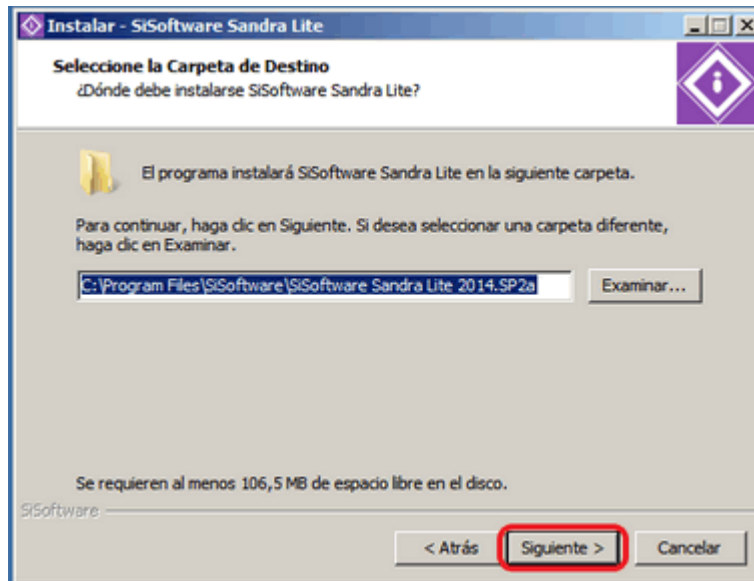 Instalar - SiSoftware Sandra Lite
Seleccione la Carpeta de Destino
¿Dónde debe instalarse SiSoftware Sandra Lite?
El programa instalará SiSoftware Sandra Lite en la siguiente carpeta.
Para continuar, haga clic en Siguiente. Si desea seleccionar una carpeta diferente,
haga clic en Examinar.
C:\Program Files\SiSoftware\SiSoftware Sandra Lite 2014.SP2a
Examinar...
Se requieren al menos 106,5 MB de espacio libre en el disco.
SiSoftware
< Atrás
Siguiente >
Cancelar